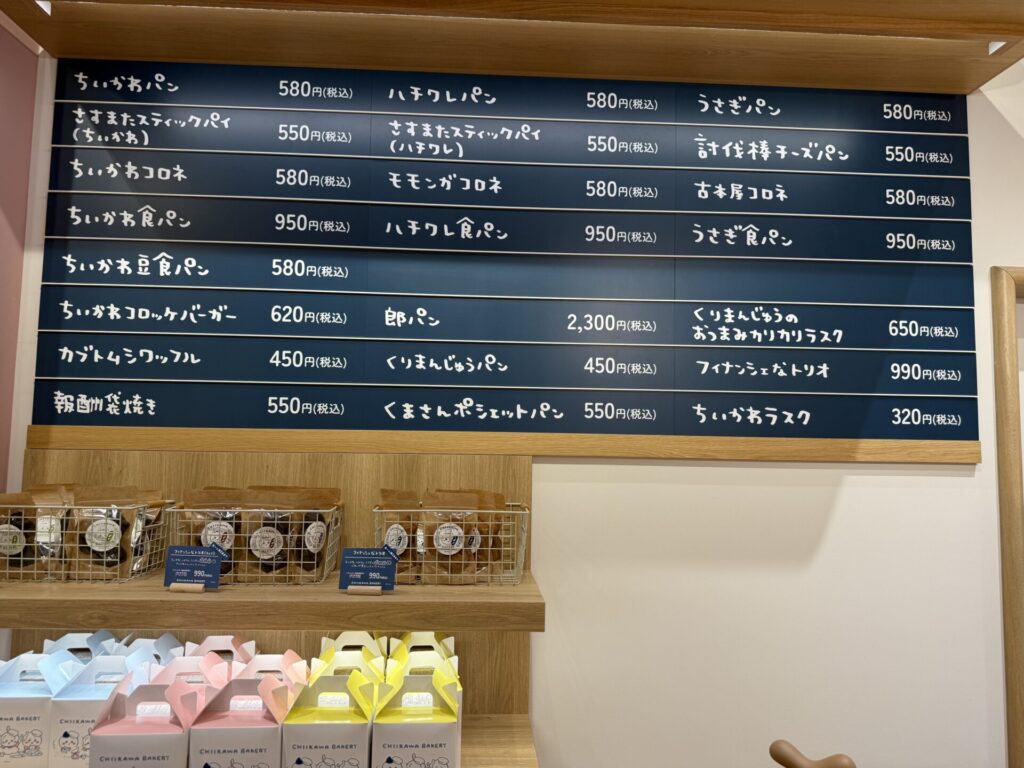 ちいかわパン 580円(税込) ハチワレパン 580円(税込) うさぎパン 580円(税込)
さすまたスティックパイ 550円(税込) さすまたスティックパイ 550円(税込) 討伐棒チーズパン 550円(税込)
(ちいかわ) (ハチワレ)
ちいかわコロネ 580円(税込) モモンガコロネ 580円(税込) 古本屋コロネ 580円(税込)
ちいかわ食パン 950円(税込) ハチワレ食パン 950円(税込) うさぎ食パン 950円(税込)
ちいかわ豆食パン 580円(税込)
ちいかわコロッケバーガー 620円(税込) 郎パン 2,300円(税込) くりまんじゅうの
おつまみカリカリラスク 650円(税込)
カブトムシワッフル 450円(税込) くりまんじゅうパン 450円(税込) フィナンシェなトリオ 990円(税込)
報酬袋焼き 550円(税込) くまさんポシェットパン 550円(税込) ちいかわラスク 320円(税込)
990
CHIIKAWA BAKERY
フィナンシェなトリオ
990
CHIIKAWA BAKERY
CHIIKAWA BAKERY
CHIIKAWA BAKERY
CHIIKAWA BAKERY